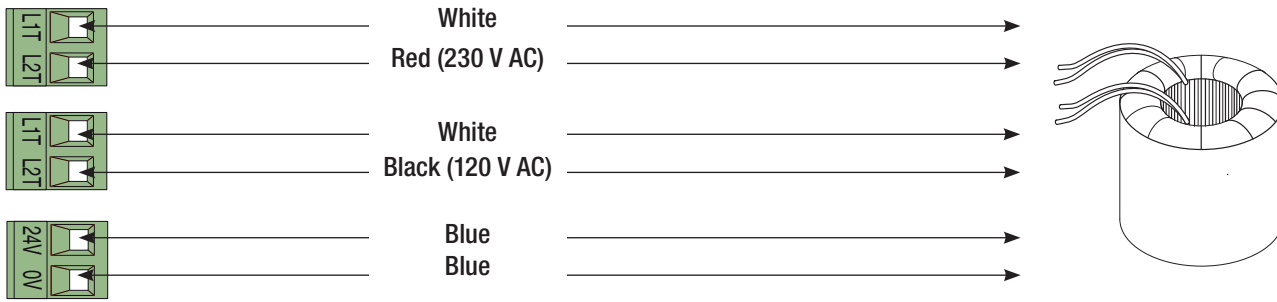 L1T White
L2T Red (230 V AC)
L1T White
L2T Black (120 V AC)
24V Blue
0V Blue